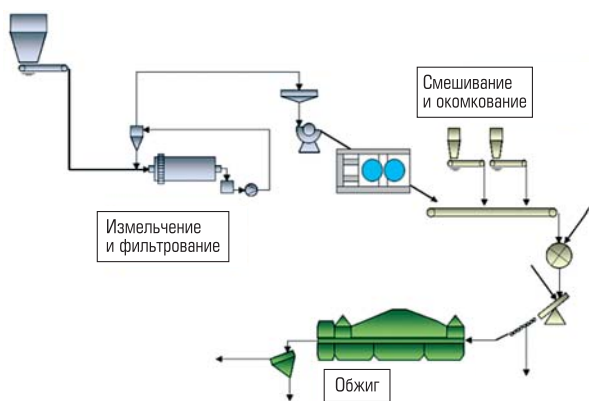 Смешивание
и окомкование
Измельчение
и фильтрование
Обжиг